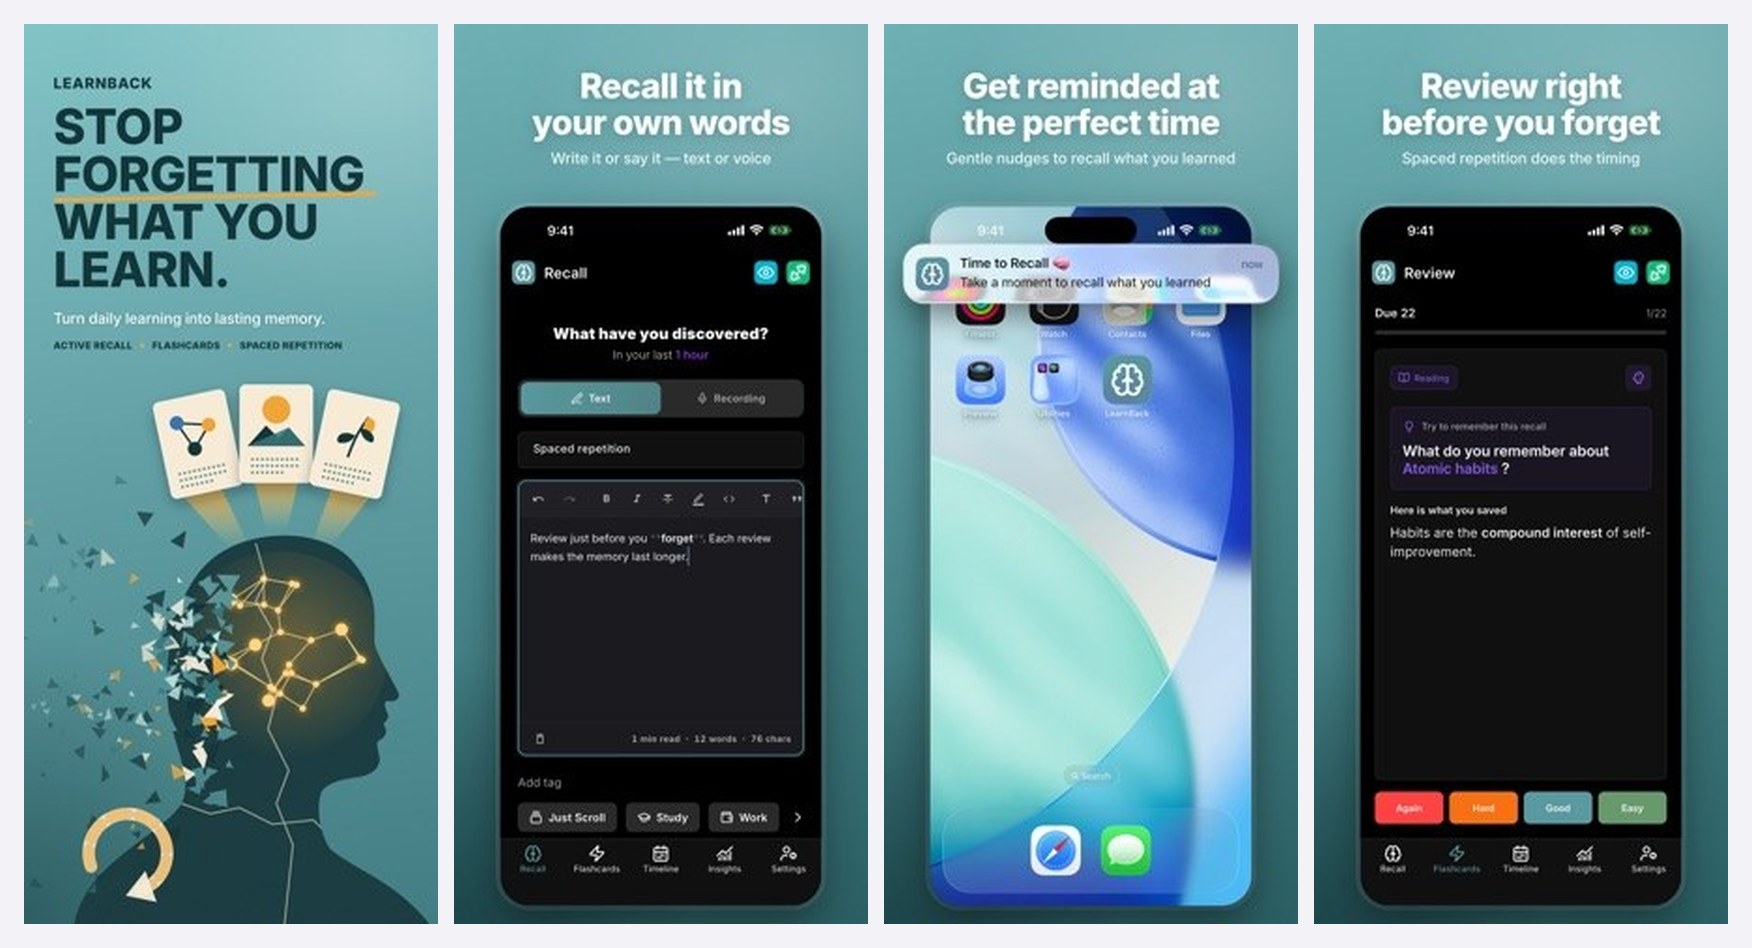 LEARNBACK
STOP
FORGETTING
WHAT YOU
LEARN.
Turn daily learning into lasting memory.
ACTIVE RECALL • FLASHCARDS • SPACED REPETITION
Recall it in
your own words
Write it or say it — text or voice
9:41
Recall
What have you discovered?
In your last 1 hour
Text
Recording
Spaced repetition
B I T <> T "
Review just before you **forget**. Each review
makes the memory last longer.
1 min read · 12 words · 76 chars
Add tag
Just Scroll
Study
Work
Recall
Flashcards
Timeline
Insights
Settings
Get reminded at
the perfect time
Gentle nudges to recall what you learned
9:41
Time to Recall
now
Take a moment to recall what you learned
Fitness
Watch
Contacts
Files
Preview
Utilities
LearnBack
Search
Review right
before you forget
Spaced repetition does the timing
9:41
Review
Due 22
1/22
Reading
Try to remember this recall
What do you remember about
Atomic habits ?
Here is what you saved
Habits are the compound interest of self-
improvement.
Again
Hard
Good
Easy
Recall
Flashcards
Timeline
Insights
Settings